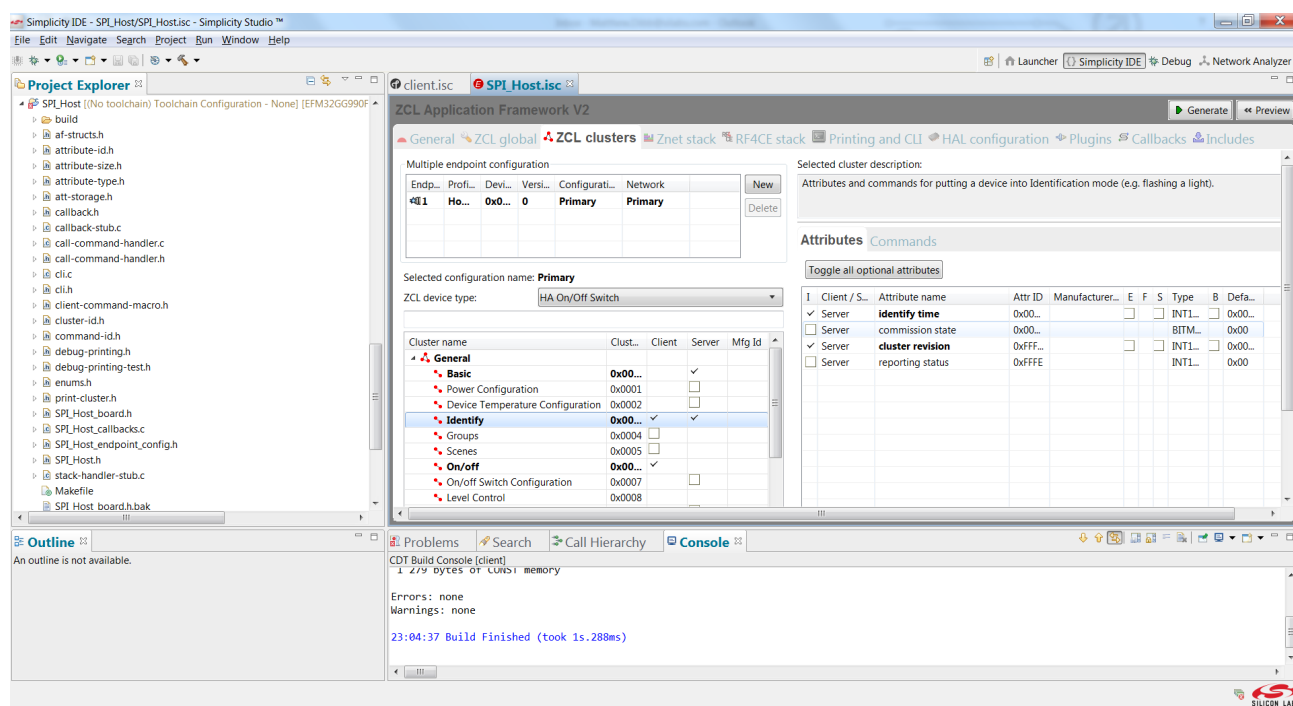 Simplicity IDE - SPI_Host/SPI_Host.isc - Simplicity Studio ™
File Edit Navigate Search Project Run Window Help
Launcher Simplicity IDE Debug Network Analyzer
Project Explorer
SPI_Host [(No toolchain) Toolchain Configuration - None] [EFM32GG990F
build
af-structs.h
attribute-id.h
attribute-size.h
attribute-type.h
att-storage.h
callback.h
callback-stub.c
call-command-handler.c
call-command-handler.h
cli.c
cli.h
client-command-macro.h
cluster-id.h
command-id.h
debug-printing.h
debug-printing-test.h
enums.h
print-cluster.h
SPI_Host_board.h
SPI_Host_callbacks.c
SPI_Host_endpoint_config.h
SPI_Host.h
stack-handler-stub.c
Makefile
SPI_Host_board.h.bak
client.isc SPI_Host.isc
ZCL Application Framework V2
Generate Preview
General ZCL global ZCL clusters Znet stack RF4CE stack Printing and CLI HAL configuration Plugins Callbacks Includes
Multiple endpoint configuration
Endp... Profi... Devi... Versi... Configurati... Network
1 Ho... 0x0... 0 Primary Primary
New
Delete
Selected configuration name: Primary
ZCL device type: HA On/Off Switch
Cluster name Clust... Client Server Mfg Id
General
Basic 0x00...
Power Configuration 0x0001
Device Temperature Configuration 0x0002
Identify 0x00...
Groups 0x0004
Scenes 0x0005
On/off 0x00...
On/off Switch Configuration 0x0007
Level Control 0x0008
Selected cluster description:
Attributes and commands for putting a device into Identification mode (e.g. flashing a light).
Attributes Commands
Toggle all optional attributes
I Client / S... Attribute name Attr ID Manufacturer... E F S Type B Defa...
Server identify time 0x00... INT1... 0x00...
Server commission state 0x00... BITM... 0x00
Server cluster revision 0xFFF... INT1... 0x00...
Server reporting status 0xFFFE INT1... 0x00
Outline
An outline is not available.
Problems Search Call Hierarchy Console
CDT Build Console [client]
1 279 bytes of CONST memory
Errors: none
Warnings: none
23:04:37 Build Finished (took 1s.288ms)
SILICON LA